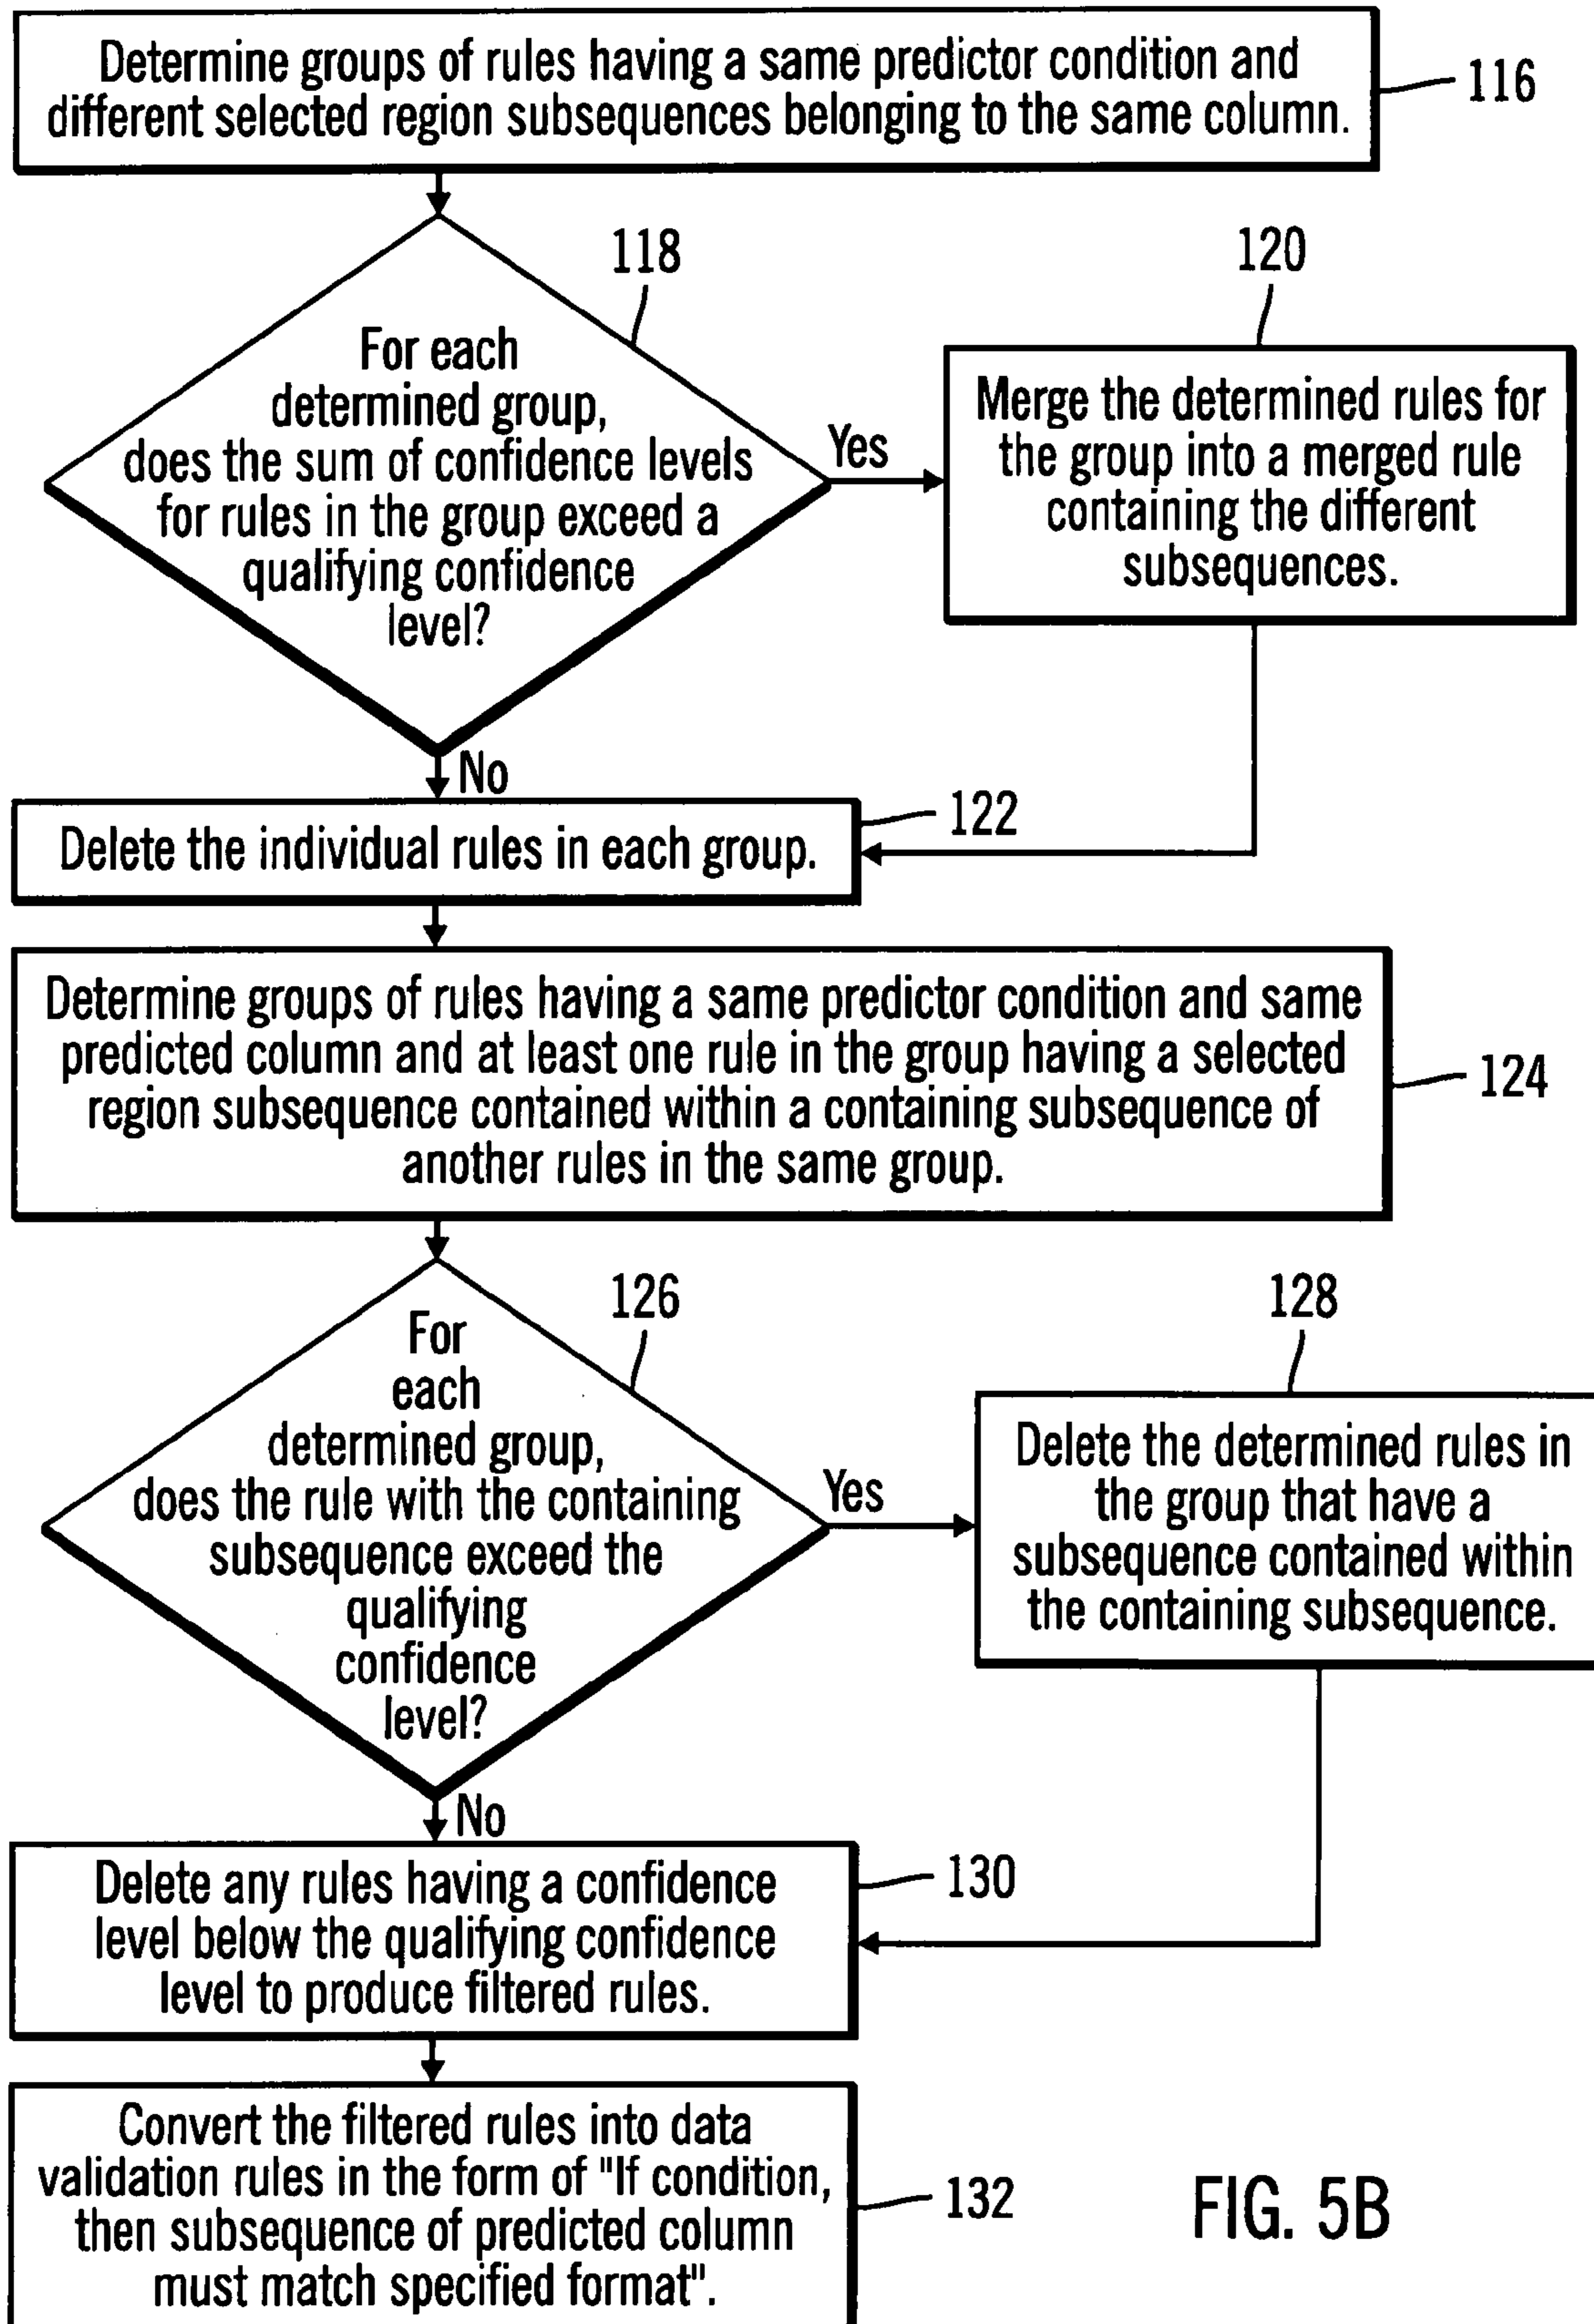 Determine groups of rules having a same predictor condition and
different selected region subsequences belonging to the same column.
116
118
For each
determined group,
does the sum of confidence levels
for rules in the group exceed a
qualifying confidence
level?
Yes
120
Merge the determined rules for
the group into a merged rule
containing the different
subsequences.
No
Delete the individual rules in each group.
122
Determine groups of rules having a same predictor condition and same
predicted column and at least one rule in the group having a selected
region subsequence contained within a containing subsequence of
another rules in the same group.
124
126
For
each
determined group,
does the rule with the containing
subsequence exceed the
qualifying
confidence
level?
Yes
128
Delete the determined rules in
the group that have a
subsequence contained within
the containing subsequence.
No
Delete any rules having a confidence
level below the qualifying confidence
level to produce filtered rules.
130
Convert the filtered rules into data
validation rules in the form of "If condition,
then subsequence of predicted column
must match specified format".
132
FIG. 5B